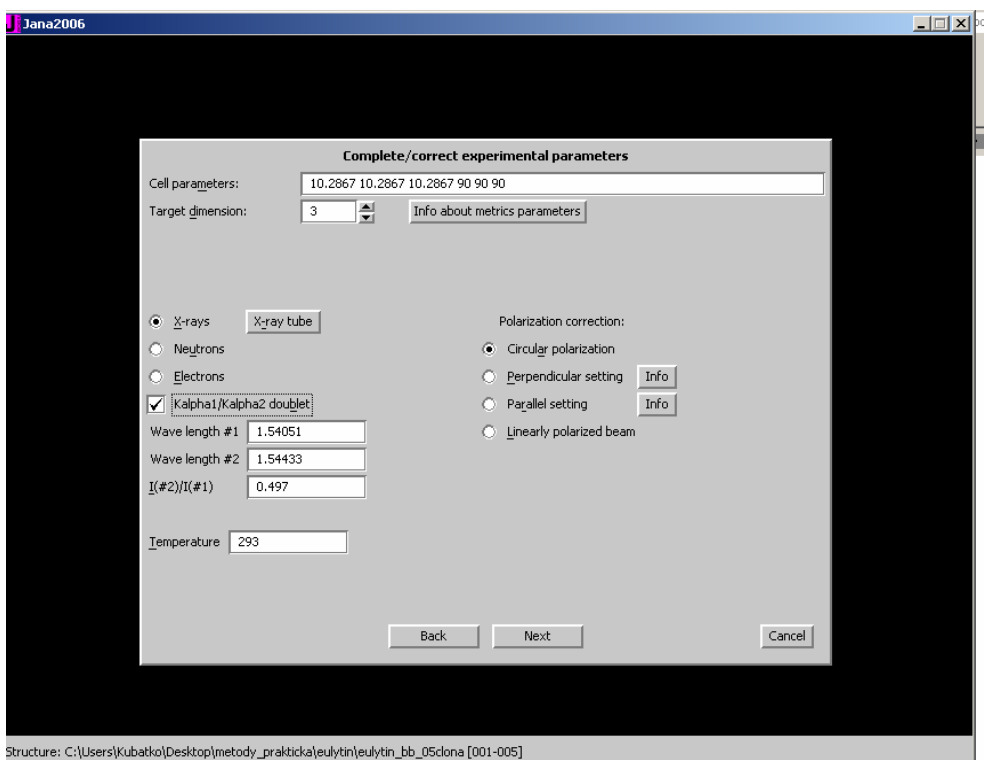 Jana2006
Complete/correct experimental parameters
Cell parameters: 10.2867 10.2867 10.2867 90 90 90
Target dimension: 3 Info about metrics parameters
X-rays X-ray tube Polarization correction:
Neutrons Circular polarization
Electrons Perpendicular setting Info
Kalpha1/Kalpha2 doublet Parallel setting Info
Wave length #1 1.54051 Linearly polarized beam
Wave length #2 1.54433
I(#2)/I(#1) 0.497
Temperature 293
Back Next Cancel
Structure: C:\Users\Kubatko\Desktop\metody_prakticka\eulytin\eulytin_bb_05clona [001-005]